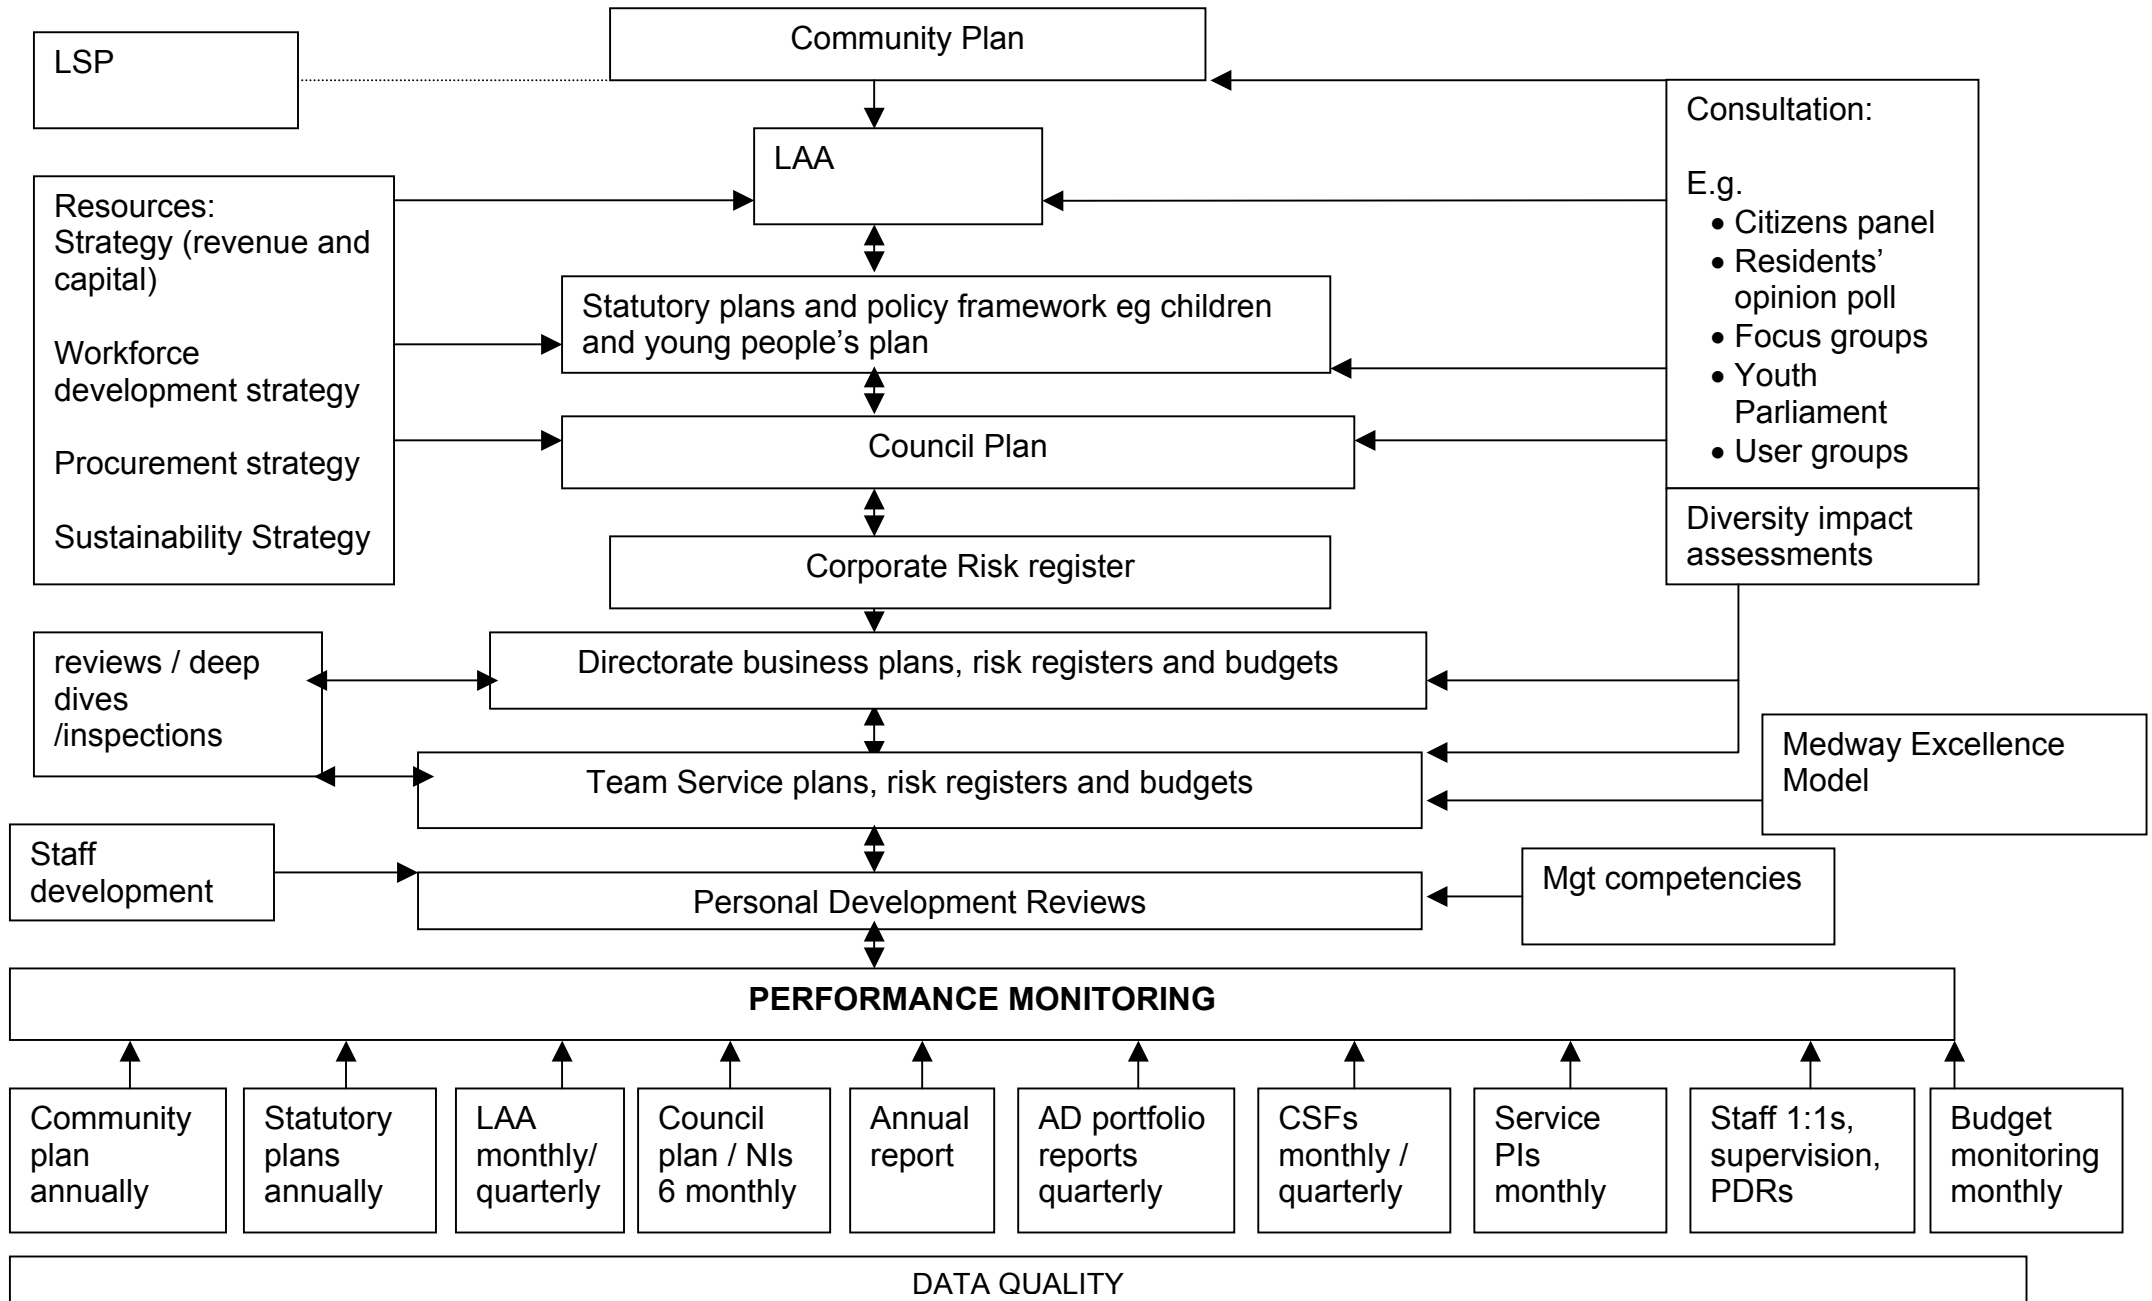 Community Plan
LSP
Consultation:
E.g.
• Citizens panel
• Residents’
opinion poll
• Focus groups
• Youth
Parliament
• User groups
LAA
Resources:
Strategy (revenue and
capital)
Workforce
development strategy
Procurement strategy
Sustainability Strategy
Statutory plans and policy framework eg children
and young people’s plan
Council Plan
Diversity impact
assessments
Corporate Risk register
reviews / deep
dives
/inspections
Directorate business plans, risk registers and budgets
Medway Excellence
Model
Team Service plans, risk registers and budgets
Staff
development
Mgt competencies
Personal Development Reviews
PERFORMANCE MONITORING
Community
plan
annually
Statutory
plans
annually
LAA
monthly/
quarterly
Council
plan / NIs
6 monthly
Annual
report
AD portfolio
reports
quarterly
CSFs
monthly /
quarterly
Service
PIs
monthly
Staff 1:1s,
supervision,
PDRs
Budget
monitoring
monthly
DATA QUALITY